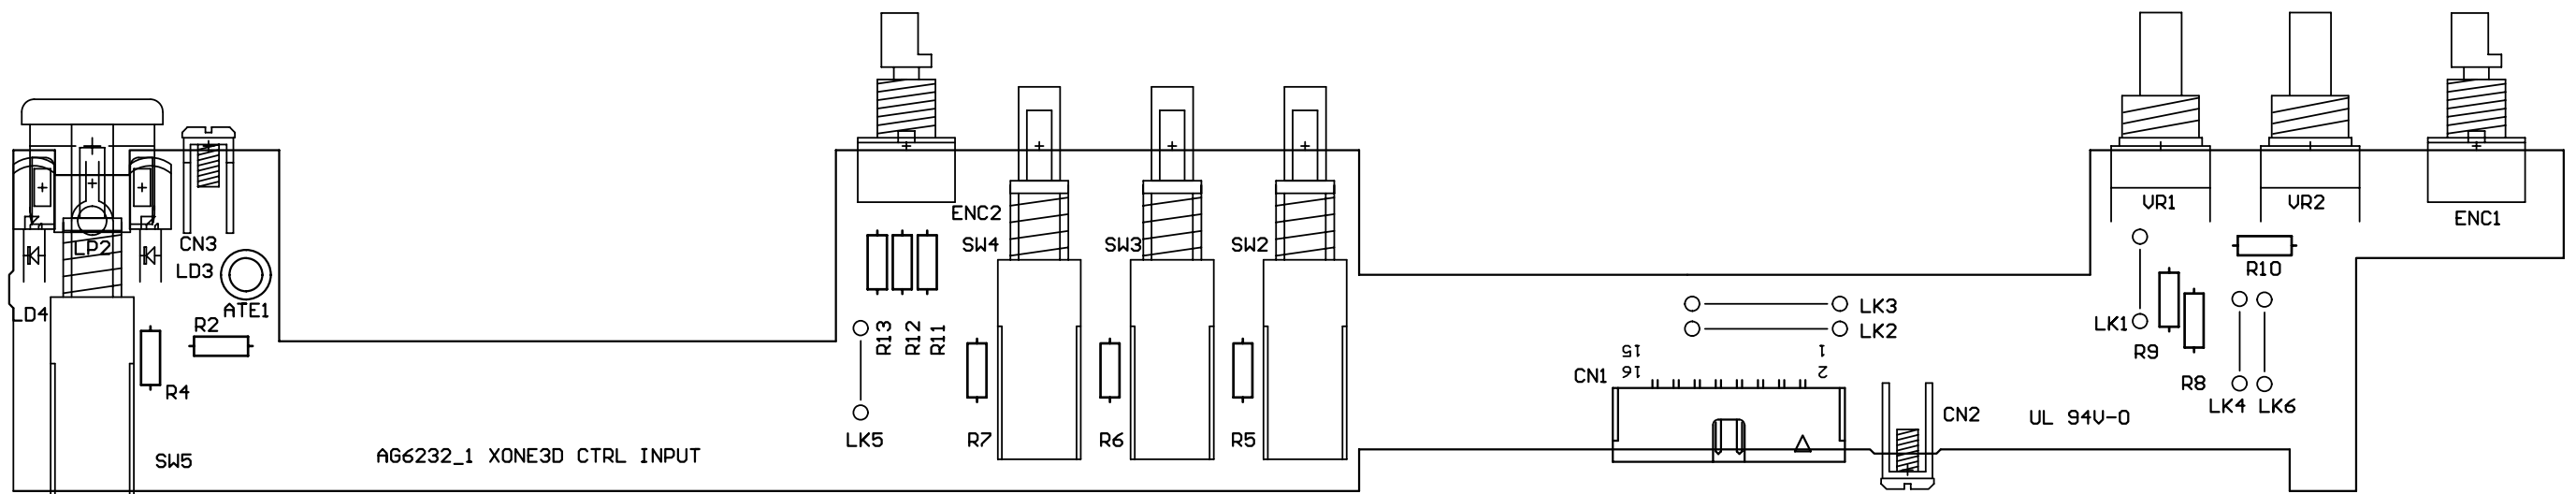 ENC2
VR1
VR2
ENC1
CN3
LP2
SW4
SW3
SW2
LD3
R10
ATE1
LD4
R2
LK3
LK2
LK1
R13
R12
R11
15
1
R9
16
2
CN1
R4
R8
LK4
LK6
CN2
UL 94V-0
LK5
R7
R6
R5
SW5
AG6232_1 XONE3D CTRL INPUT